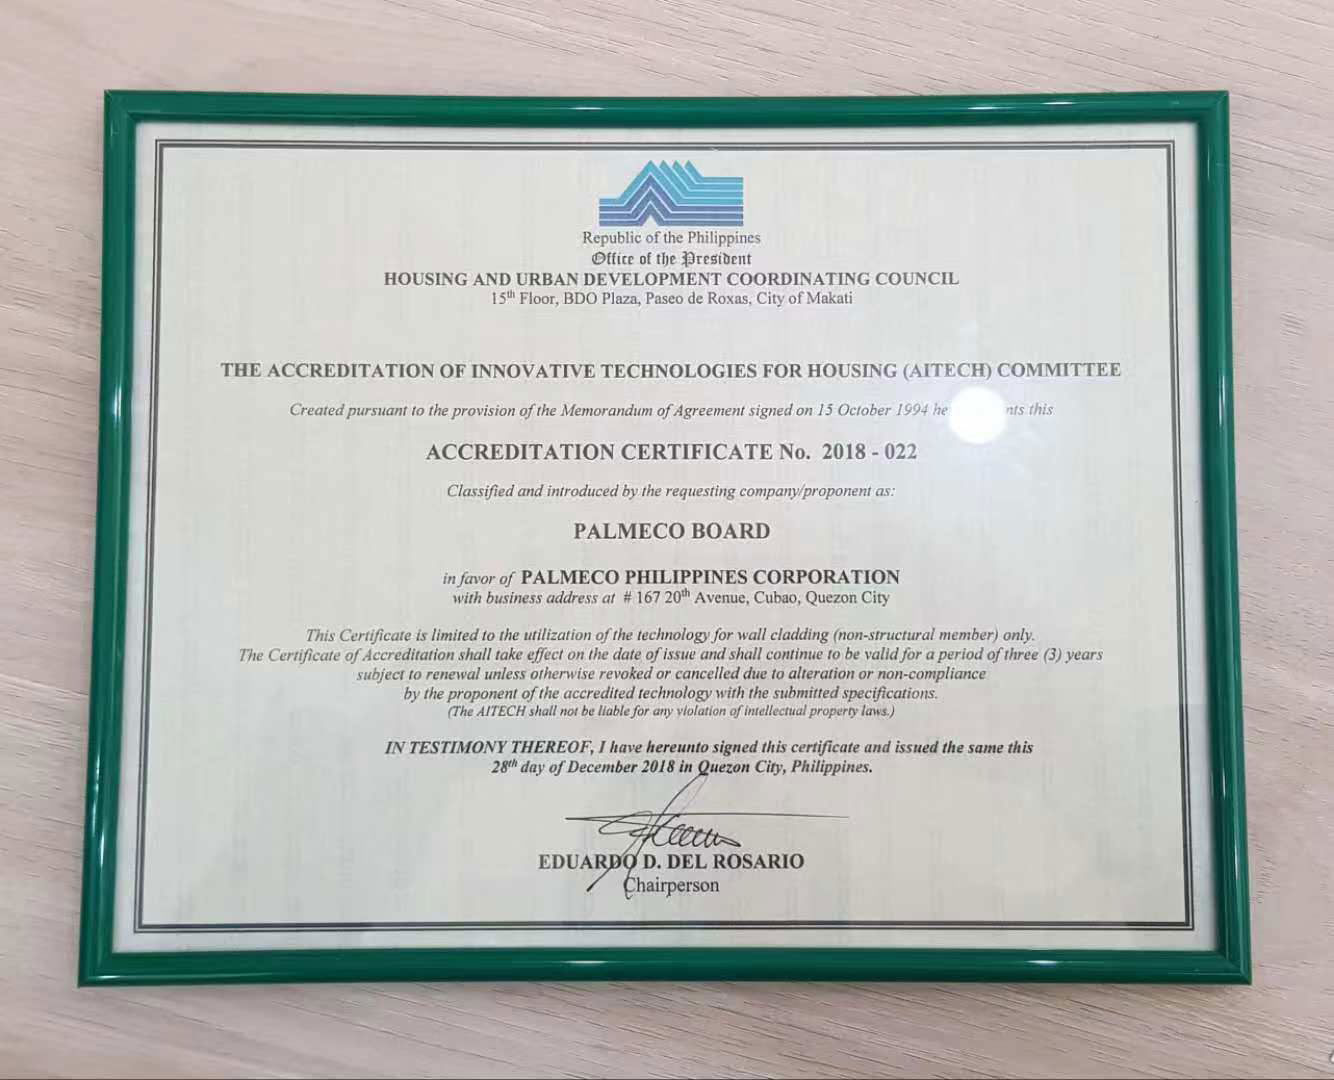 Republic of the Philippines
Office of the President
HOUSING AND URBAN DEVELOPMENT COORDINATING COUNCIL
15th Floor, BDO Plaza, Paseo de Roxas, City of Makati
THE ACCREDITATION OF INNOVATIVE TECHNOLOGIES FOR HOUSING (AITECH) COMMITTEE
Created pursuant to the provision of the Memorandum of Agreement signed on 15 October 1994 this
ACCREDITATION CERTIFICATE No. 2018 - 022
Classified and introduced by the requesting company/proponent as:
PALMECO BOARD
in favor of PALMECO PHILIPPINES CORPORATION
with business address at # 167 20th Avenue, Cubao, Quezon City
This Certificate is limited to the utilization of the technology for wall cladding (non-structural member) only.
The Certificate of Accreditation shall take effect on the date of issue and shall continue to be valid for a period of three (3) years
subject to renewal unless otherwise revoked or cancelled due to alteration or non-compliance
by the proponent of the accredited technology with the submitted specifications.
(The AITECH shall not be liable for any violation of intellectual property laws.)
IN TESTIMONY THEREOF, I have hereunto signed this certificate and issued the same this
28th day of December 2018 in Quezon City, Philippines.
EDUARDO D. DEL ROSARIO
Chairperson